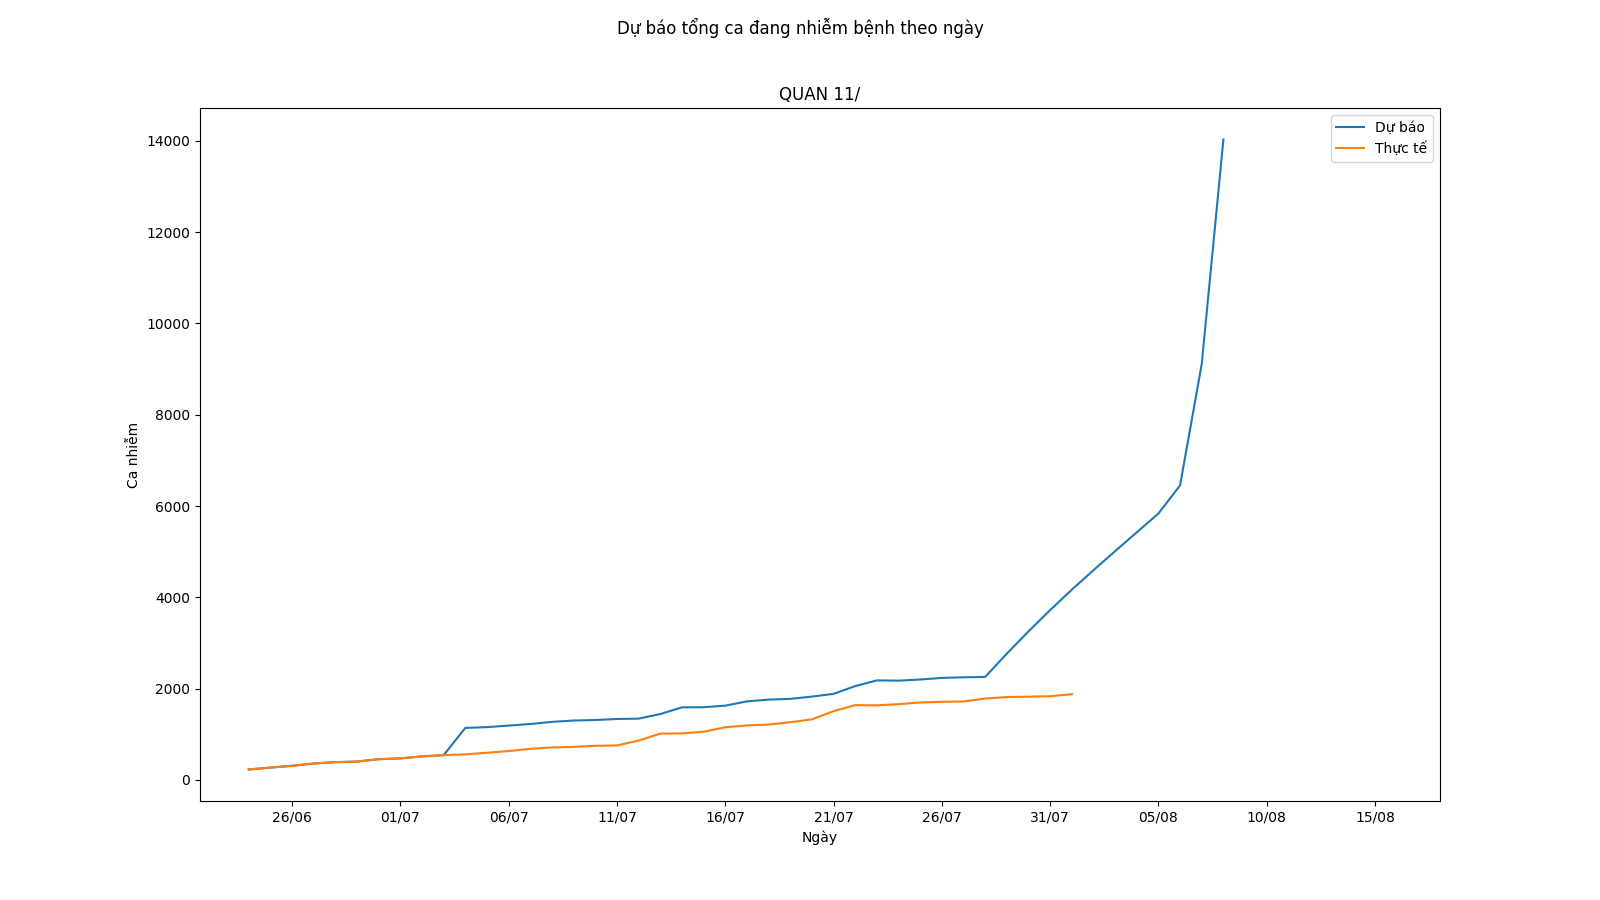 Dự báo tổng ca đang nhiễm bệnh theo ngày
QUAN 11/
Dự báo
Thực tế
Ca nhiễm
14000
12000
10000
8000
6000
4000
2000
0
26/06 01/07 06/07 11/07 16/07 21/07 26/07 31/07 05/08 10/08 15/08
Ngày